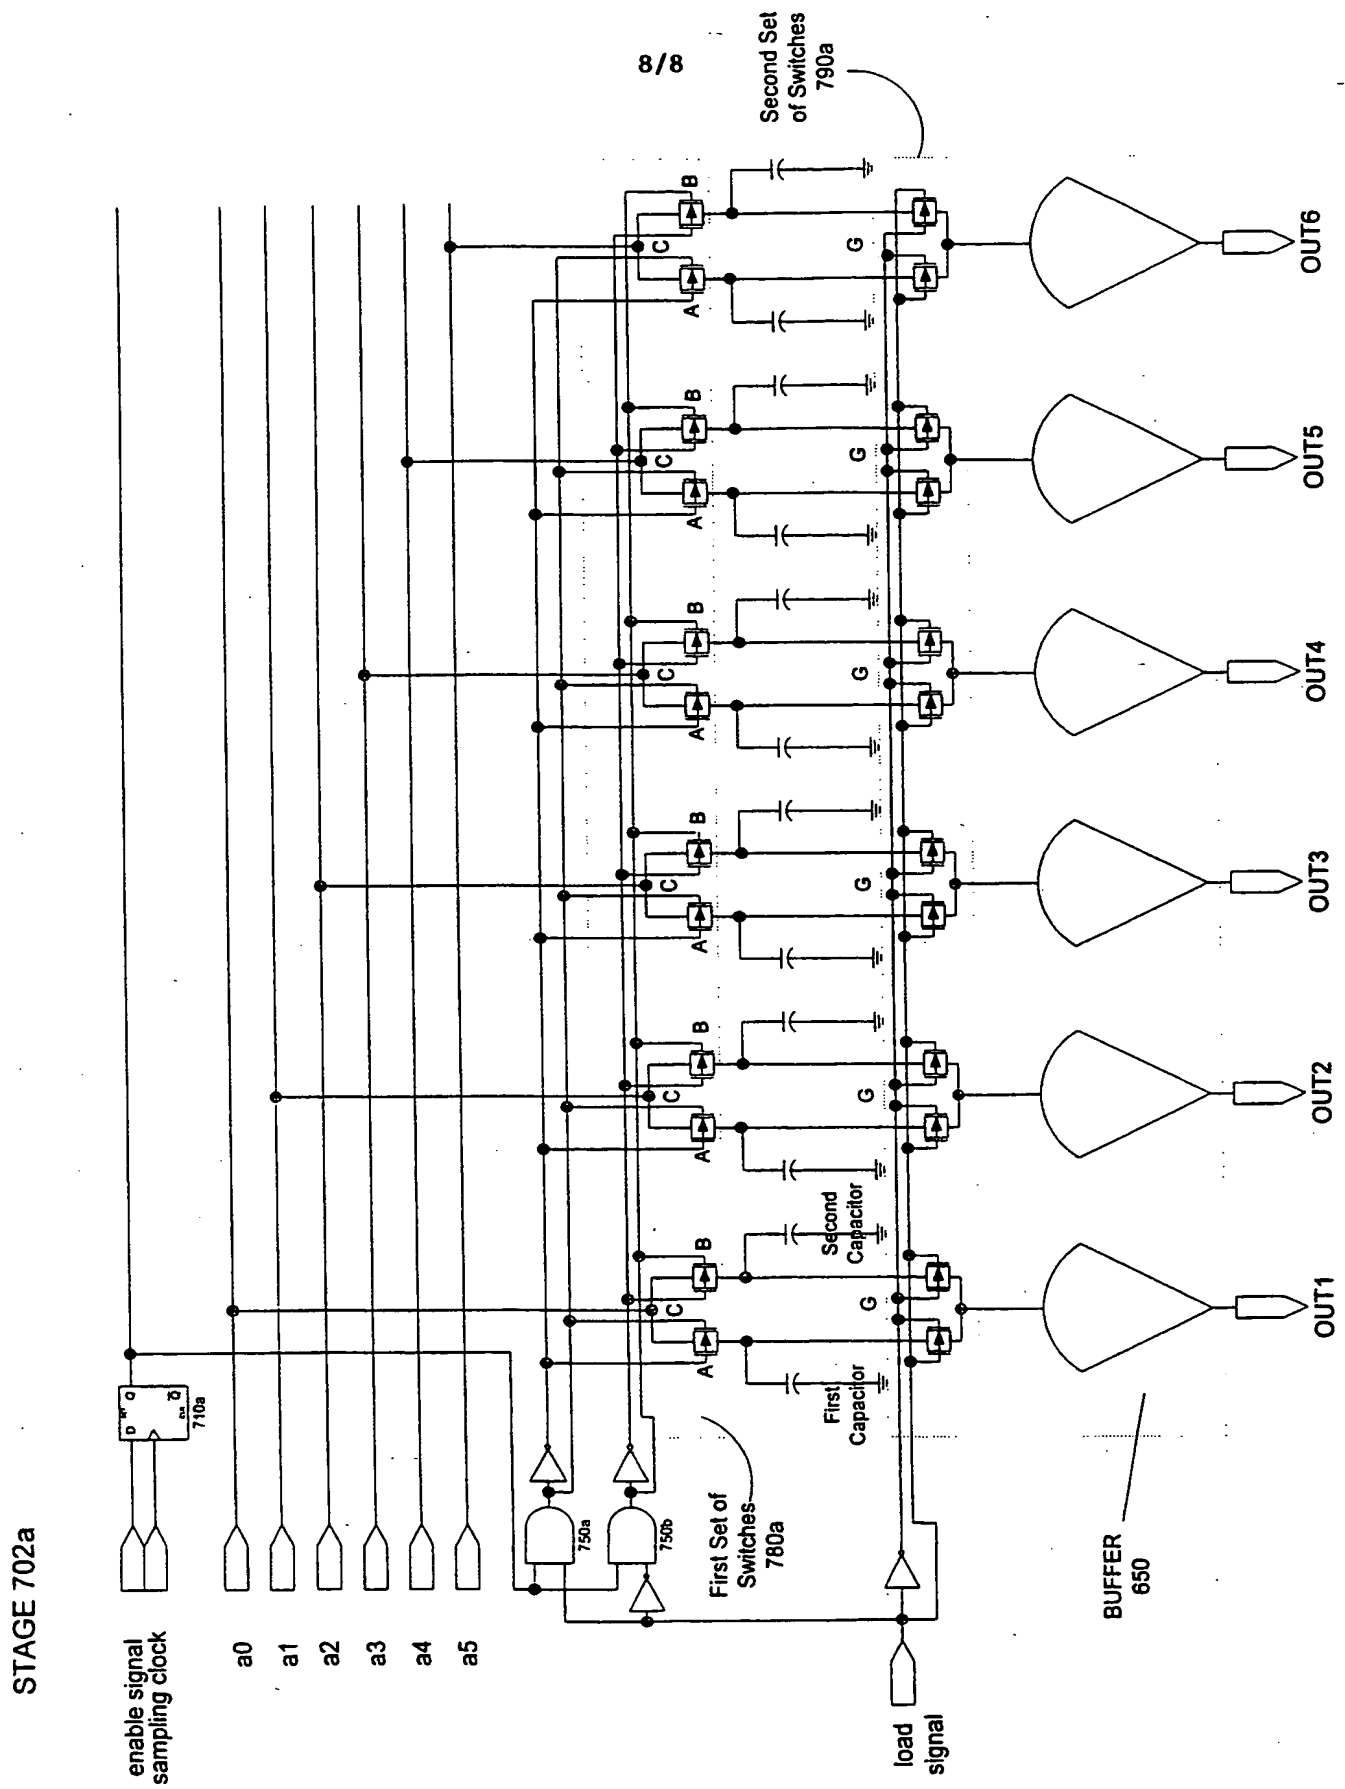 8/8
STAGE 702a
enable signal
sampling clock
D
Q
Q
CLR
710a
a0
a1
a2
a3
a4
a5
750a
750b
First Set of
Switches
780a
Second Set
of Switches
790a
load
signal
First
Capacitor
Second
Capacitor
A
B
C
G
A
B
C
G
A
B
C
G
A
B
C
G
A
B
C
G
A
B
C
G
BUFFER
650
OUT1
OUT2
OUT3
OUT4
OUT5
OUT6